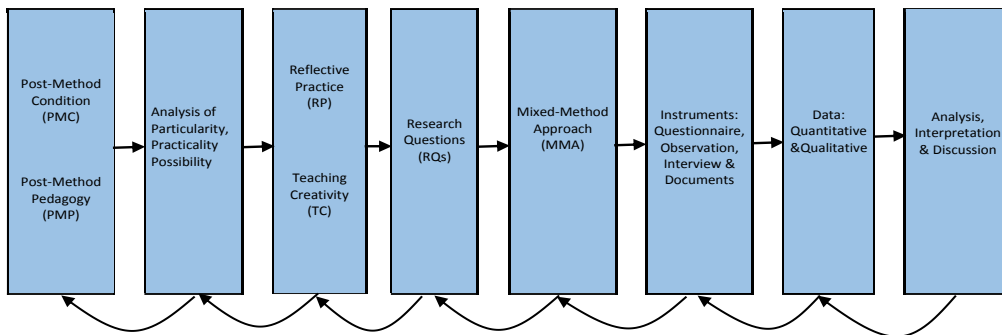 Post-Method
Condition
(PMC)
Post-Method
Pedagogy
(PMP)
Analysis of
Particularity,
Practicality
Possibility
Reflective
Practice
(RP)
Teaching
Creativity
(TC)
Research
Questions
(RQs)
Mixed-Method
Approach
(MMA)
Instruments:
Questionnaire,
Observation,
Interview &
Documents
Data:
Quantitative
&Qualitative
Analysis,
Interpretation
& Discussion